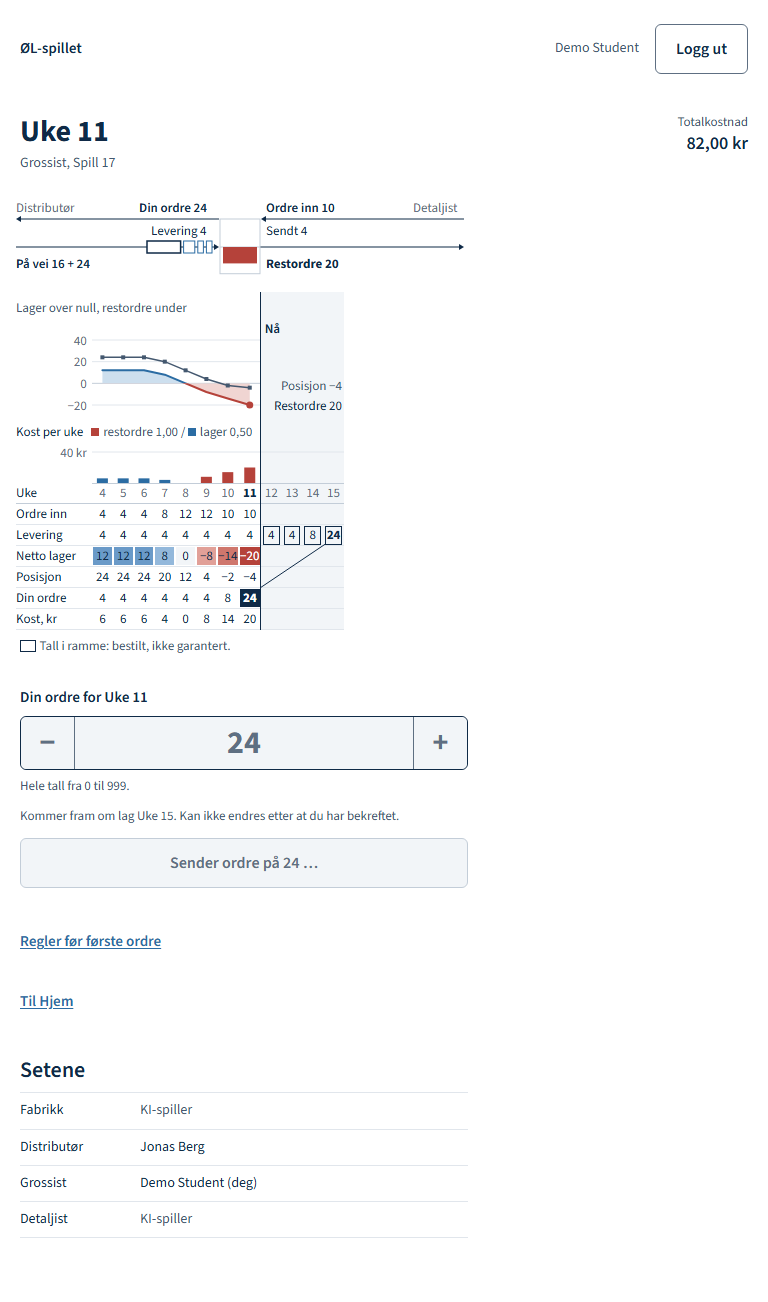 ØL-spillet
Demo Student
Logg ut
Uke 11
Grossist, Spill 17
Totalkostnad
82,00 kr
Distributør Din ordre 24 Ordre inn 10 Detaljist
Levering 4 Sendt 4
På vei 16 + 24 Restordre 20
Lager over null, restordre under
Nå
40
20
0
−20
Posisjon −4
Restordre 20
Kost per uke restordre 1,00 / lager 0,50
40 kr
Uke 4 5 6 7 8 9 10 11 12 13 14 15
Ordre inn 4 4 4 8 12 12 10 10
Levering 4 4 4 4 4 4 4 4 4 4 8 24
Netto lager 12 12 12 8 0 −8 −14 −20
Posisjon 24 24 24 20 12 4 −2 −4
Din ordre 4 4 4 4 4 4 8 24
Kost, kr 6 6 6 4 0 8 14 20
Tall i ramme: bestilt, ikke garantert.
Din ordre for Uke 11
− 24 +
Hele tall fra 0 til 999.
Kommer fram om lag Uke 15. Kan ikke endres etter at du har bekreftet.
Sender ordre på 24 …
Regler før første ordre
Til Hjem
Setene
Fabrikk KI-spiller
Distributør Jonas Berg
Grossist Demo Student (deg)
Detaljist KI-spiller